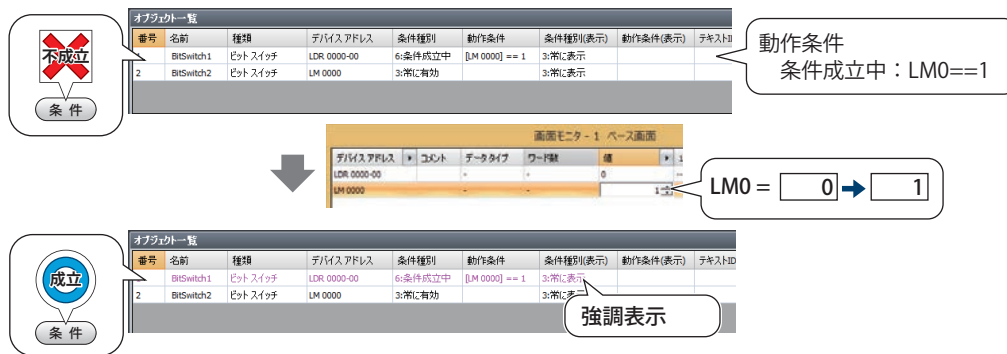 オブジェクト一覧
番号 名前 種類 デバイスアドレス 条件種別 動作条件 条件種別(表示) 動作条件(表示) テキストID
BitSwitch1 ビットスイッチ LDR 0000-00 6:条件成立中 [LM 0000] == 1 3:常に表示
2 BitSwitch2 ビットスイッチ LM 0000 3:常に有効 3:常に表示
不成立
条 件
動作条件
条件成立中：LM0==1
画面モニタ - 1 ベース画面
デバイスアドレス コメント データタイプ ワード数 値 1
LDR 0000-00 - - 0 --
LM 0000 - - 1
LM0 = 0 → 1
オブジェクト一覧
番号 名前 種類 デバイスアドレス 条件種別 動作条件 条件種別(表示) 動作条件(表示) テキストID
BitSwitch1 ビットスイッチ LDR 0000-00 6:条件成立中 [LM 0000] == 1 3:常に表示
2 BitSwitch2 ビットスイッチ LM 0000 3:常に有効 3:常に表示
成立
条 件
強調表示